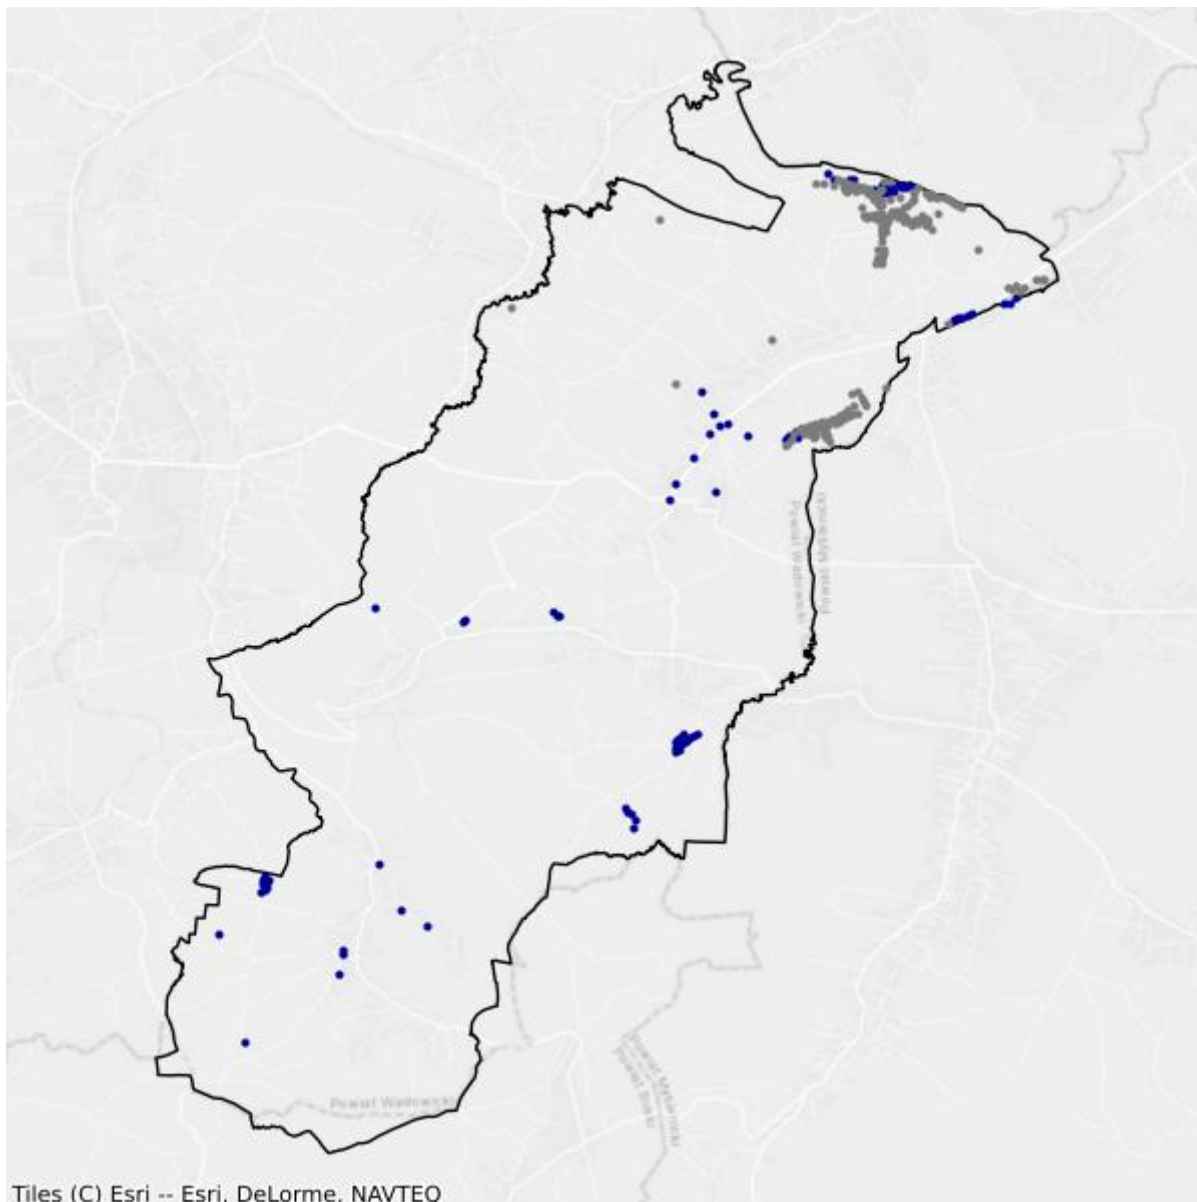 Powiat Wadowicki
Powiat Myślenicki
Powiat Wadowicki
Powiat Myślenicki
Powiat Suski
Tiles (C) Esri -- Esri, DeLorme, NAVTEQ